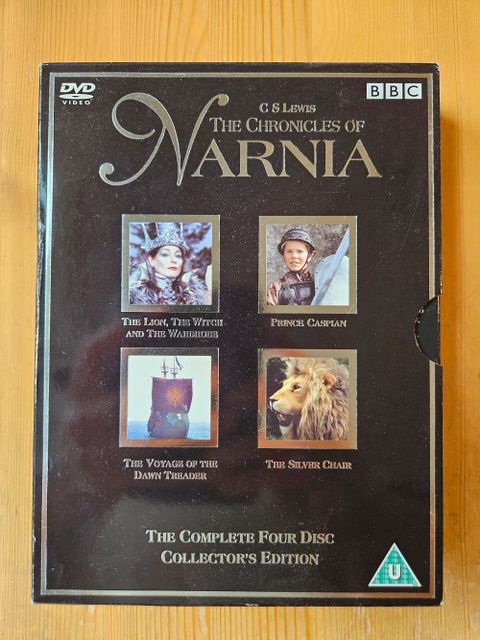 DVD
VIDEO
BBC
C S LEWIS
THE CHRONICLES OF
NARNIA
THE LION, THE WITCH
AND THE WARDROBE
PRINCE CASPIAN
THE VOYAGE OF THE
DAWN TREADER
THE SILVER CHAIR
THE COMPLETE FOUR DISC
COLLECTOR'S EDITION
U